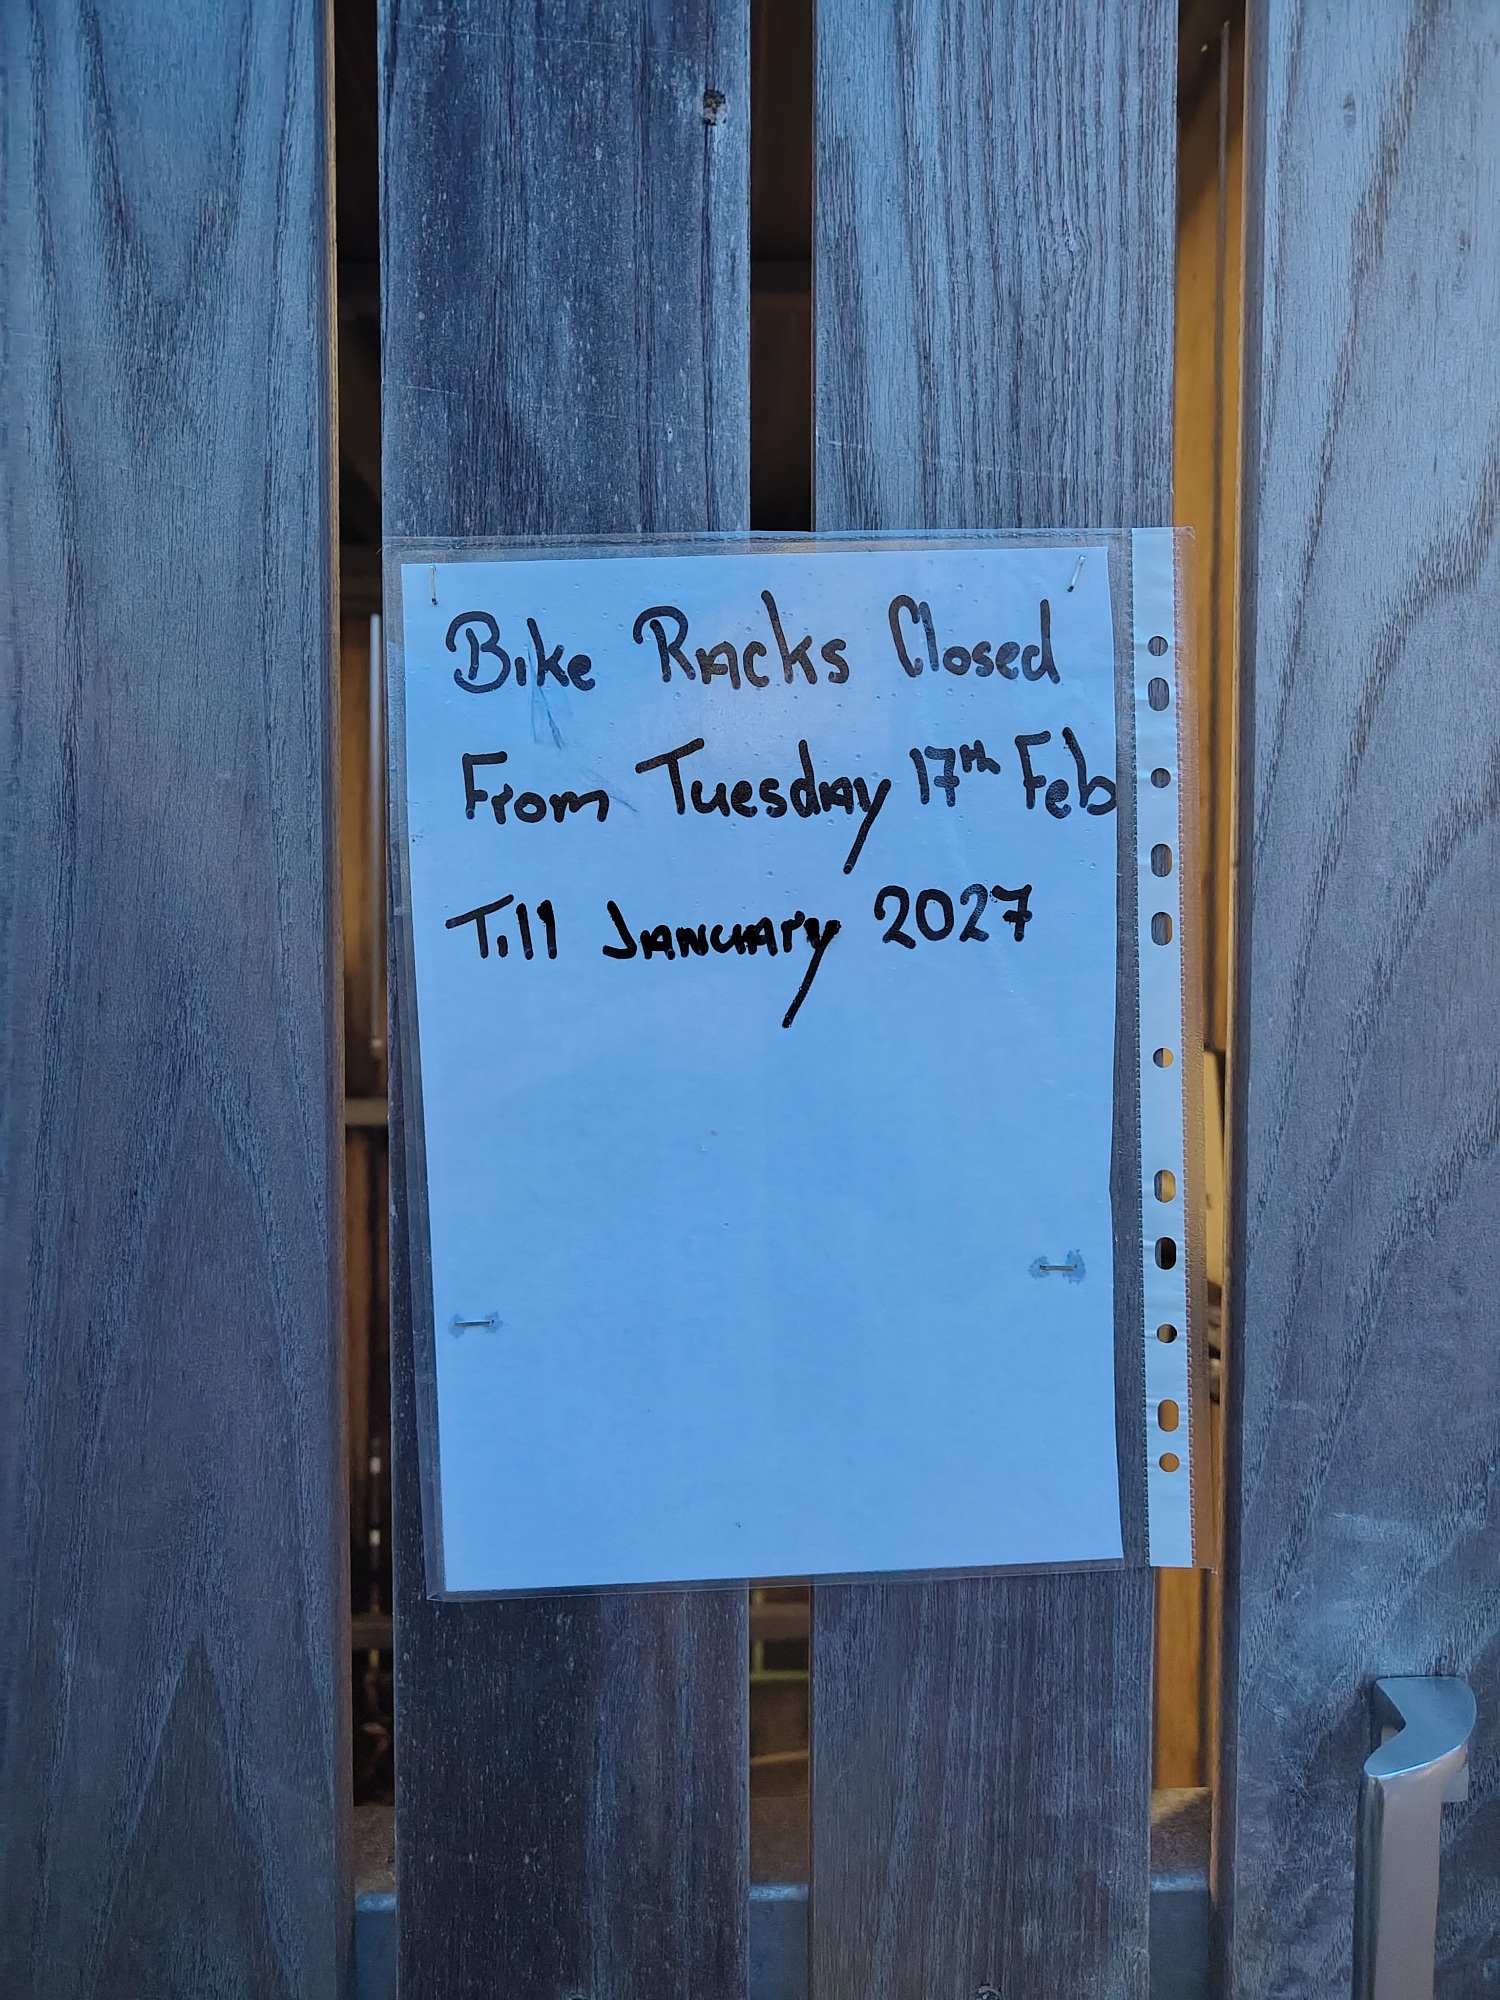 Bike Racks Closed
From Tuesday 17th Feb
Till January 2027